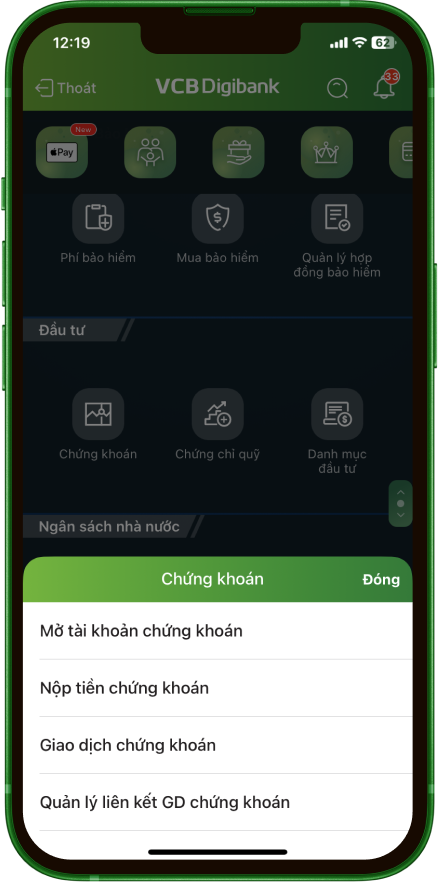 12:19
62
Thoát
VCB Digibank
33
New
Pay
Phí bảo hiểm
Mua bảo hiểm
Quản lý hợp
đồng bảo hiểm
Đầu tư
Chứng khoán
Chứng chỉ quỹ
Danh mục
đầu tư
Ngân sách nhà nước
Chứng khoán
Đóng
Mở tài khoản chứng khoán
Nộp tiền chứng khoán
Giao dịch chứng khoán
Quản lý liên kết GD chứng khoán